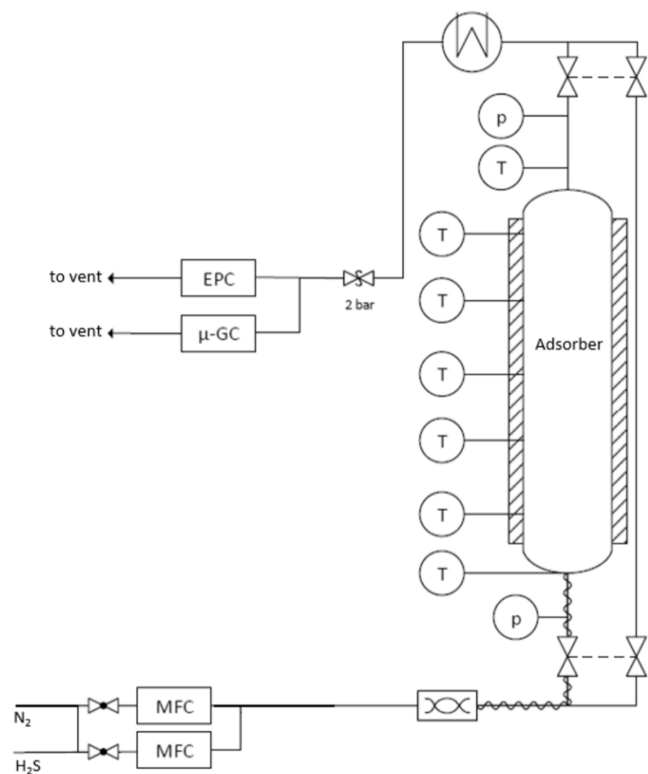 p
T
T
to vent
EPC
T
2 bar
to vent
μ-GC
Adsorber
T
T
T
T
p
N₂
MFC
MFC
H₂S